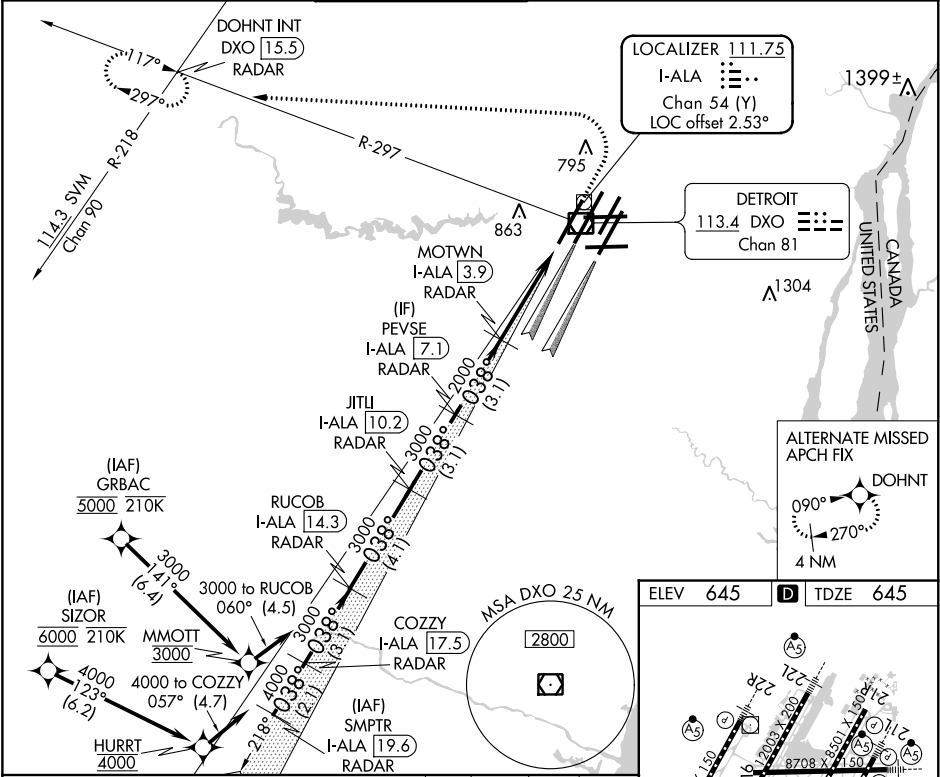 DOHNT INT
DXO 15.5
RADAR
117°
297°
R-218
114.3 SVM
Chan 90
R-297
LOCALIZER 111.75
I-ALA
Chan 54 (Y)
LOC offset 2.53°
1399±
795
863
DETROIT
113.4 DXO
Chan 81
1304
CANADA
UNITED STATES
MOTWN
I-ALA 3.9
RADAR
(IF)
PEVSE
I-ALA 7.1
RADAR
2000
038°
(3.1)
JITLI
I-ALA 10.2
RADAR
3000
038°
(3.1)
RUCOB
I-ALA 14.3
RADAR
3000
038°
(4.1)
(IAF)
GRBAC
5000 210K
3000
141°
(6.4)
3000 to RUCOB
060° (4.5)
3000
038°
(3.1)
(IAF)
SIZOR
6000 210K
MMOTT
3000
4000
123°
(6.2)
4000 to COZZY
057° (4.7)
HURRT
4000
COZZY
I-ALA 17.5
RADAR
4000
038°
(2.1)
218°
(IAF)
SMPTR
I-ALA 19.6
RADAR
MSA DXO 25 NM
2800
ALTERNATE MISSED
APCH FIX
DOHNT
090°
270°
4 NM
ELEV 645
D
TDZE 645
A5
22R
22L
21R
21L
P
A5
P
A5
A5
12003 X 200
8501 X 150
8708 X 150
X 150